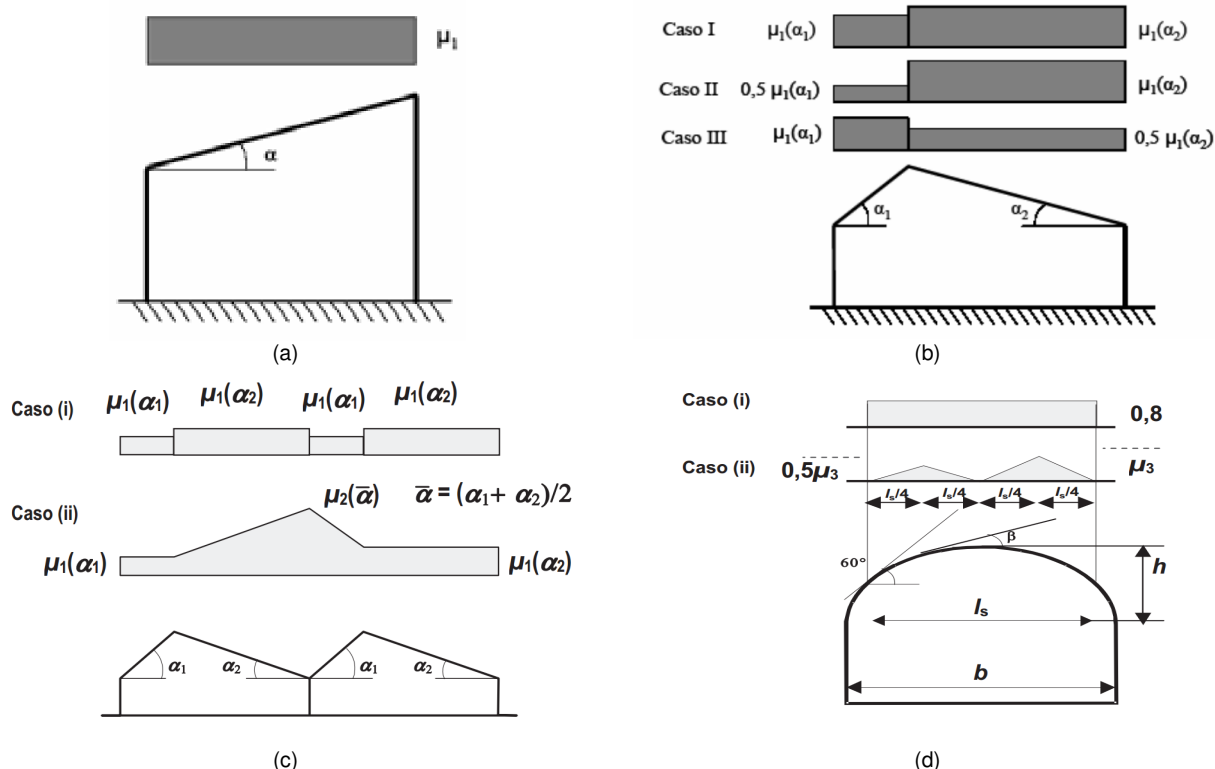 μ₁
α
(a)
Caso I μ₁(α₁) μ₁(α₂)
Caso II 0,5 μ₁(α₁) μ₁(α₂)
Caso III μ₁(α₁) 0,5 μ₁(α₂)
α₁ α₂
(b)
Caso (i) μ₁(α₁) μ₁(α₂) μ₁(α₁) μ₁(α₂)
μ₂(α̅) α̅ = (α₁+ α₂)/2
Caso (ii)
μ₁(α₁) μ₁(α₂)
α₁ α₂ α₁ α₂
(c)
Caso (i) 0,8
Caso (ii) 0,5μ₃ μ₃
lₛ/4 lₛ/4 lₛ/4 lₛ/4
β
60° h
lₛ
b
(d)